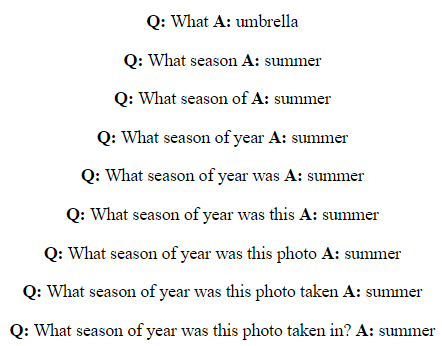 Q: What A: umbrella
Q: What season A: summer
Q: What season of A: summer
Q: What season of year A: summer
Q: What season of year was A: summer
Q: What season of year was this A: summer
Q: What season of year was this photo A: summer
Q: What season of year was this photo taken A: summer
Q: What season of year was this photo taken in? A: summer